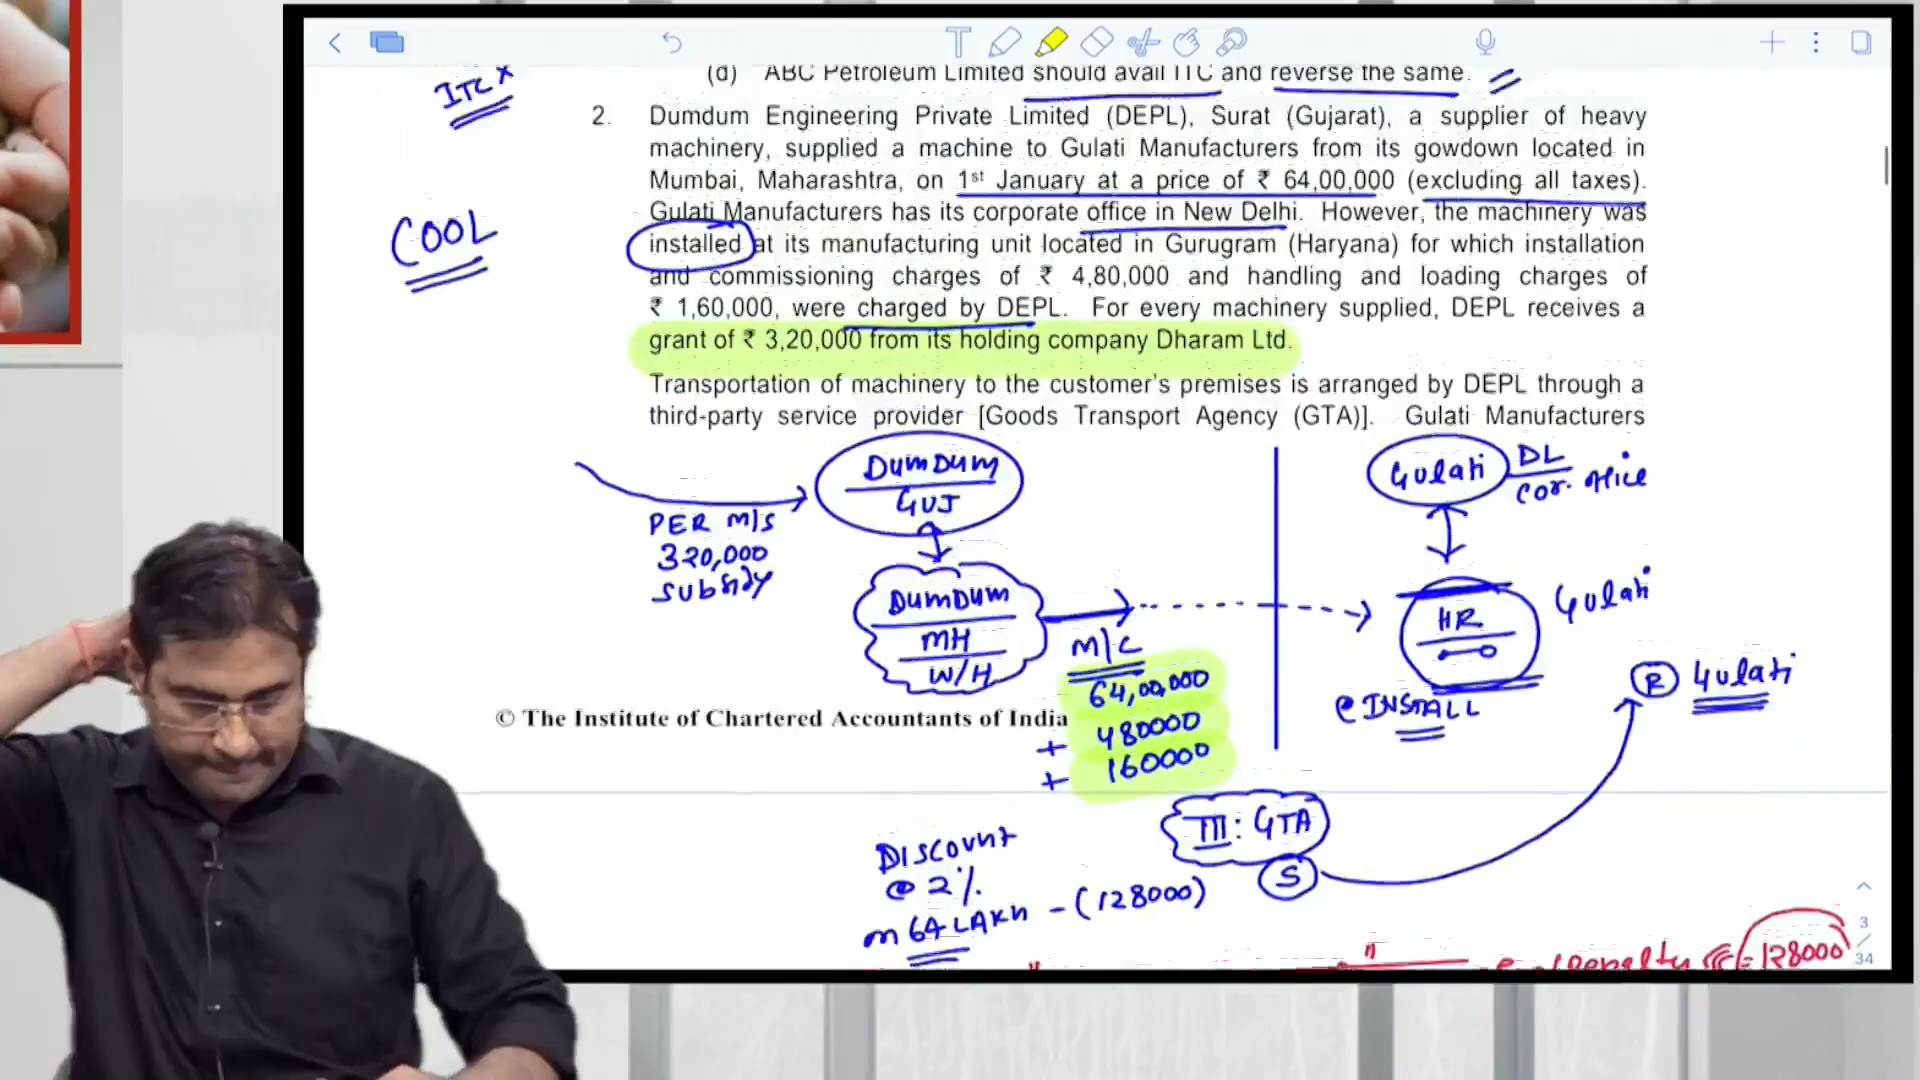 ITC x
(d) ABC Petroleum Limited should avail ITC and reverse the same.
2. Dumdum Engineering Private Limited (DEPL), Surat (Gujarat), a supplier of heavy
machinery, supplied a machine to Gulati Manufacturers from its gowdown located in
Mumbai, Maharashtra, on 1st January at a price of ₹ 64,00,000 (excluding all taxes).
Gulati Manufacturers has its corporate office in New Delhi. However, the machinery was
installed at its manufacturing unit located in Gurugram (Haryana) for which installation
and commissioning charges of ₹ 4,80,000 and handling and loading charges of
₹ 1,60,000, were charged by DEPL. For every machinery supplied, DEPL receives a
grant of ₹ 3,20,000 from its holding company Dharam Ltd.
COOL
Transportation of machinery to the customer's premises is arranged by DEPL through a
third-party service provider [Goods Transport Agency (GTA)]. Gulati Manufacturers
DUMDUM
GUJ
Gulati DL
Cor. office
PER M/S
320,000
subsidy
DUMDUM
MH
W/H
M/C
64,00,000
+ 480000
+ 160000
HR
Gulati
@ INSTALL
R Gulati
© The Institute of Chartered Accountants of India
III: GTA
S
DISCOUNT
@ 2%
m 64 LAKH - (128000)
penalty
128000
3
34